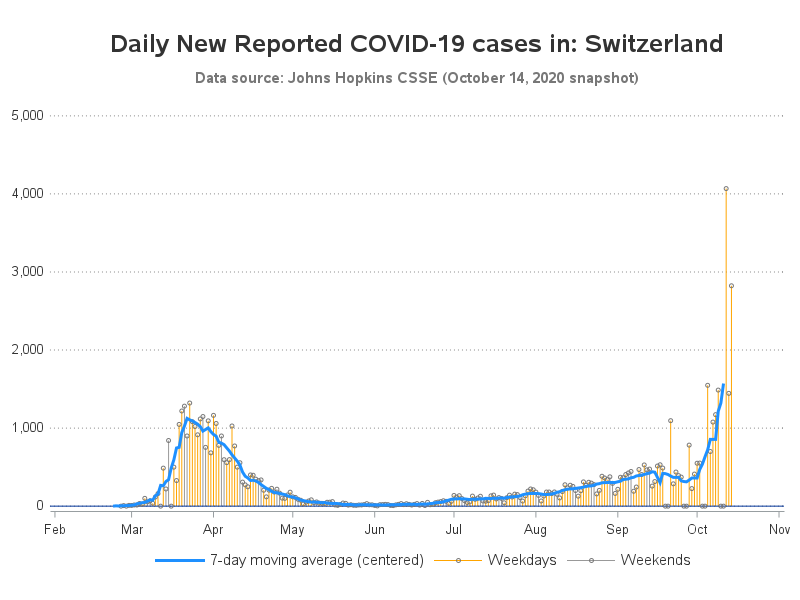 Daily New Reported COVID-19 cases in: Switzerland
Data source: Johns Hopkins CSSE (October 14, 2020 snapshot)
5,000
4,000
3,000
2,000
1,000
0
Feb Mar Apr May Jun Jul Aug Sep Oct Nov
7-day moving average (centered) Weekdays Weekends